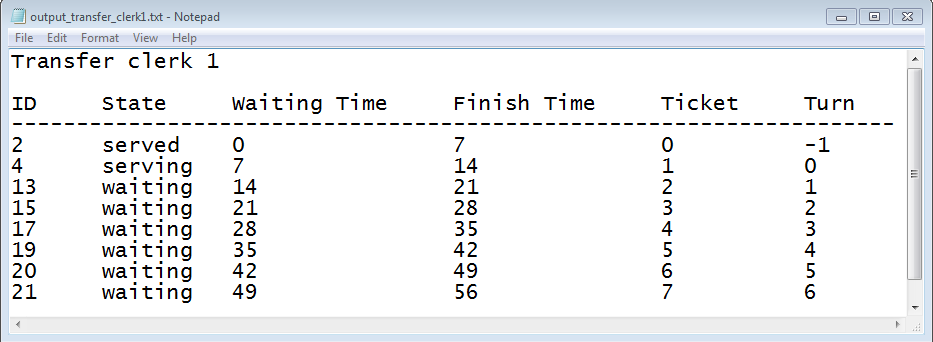 output_transfer_clerk1.txt - Notepad
File Edit Format View Help
Transfer clerk 1
ID State Waiting Time Finish Time Ticket Turn
--------------------------------------------------------------------
2 served 0 7 0 -1
4 serving 7 14 1 0
13 waiting 14 21 2 1
15 waiting 21 28 3 2
17 waiting 28 35 4 3
19 waiting 35 42 5 4
20 waiting 42 49 6 5
21 waiting 49 56 7 6